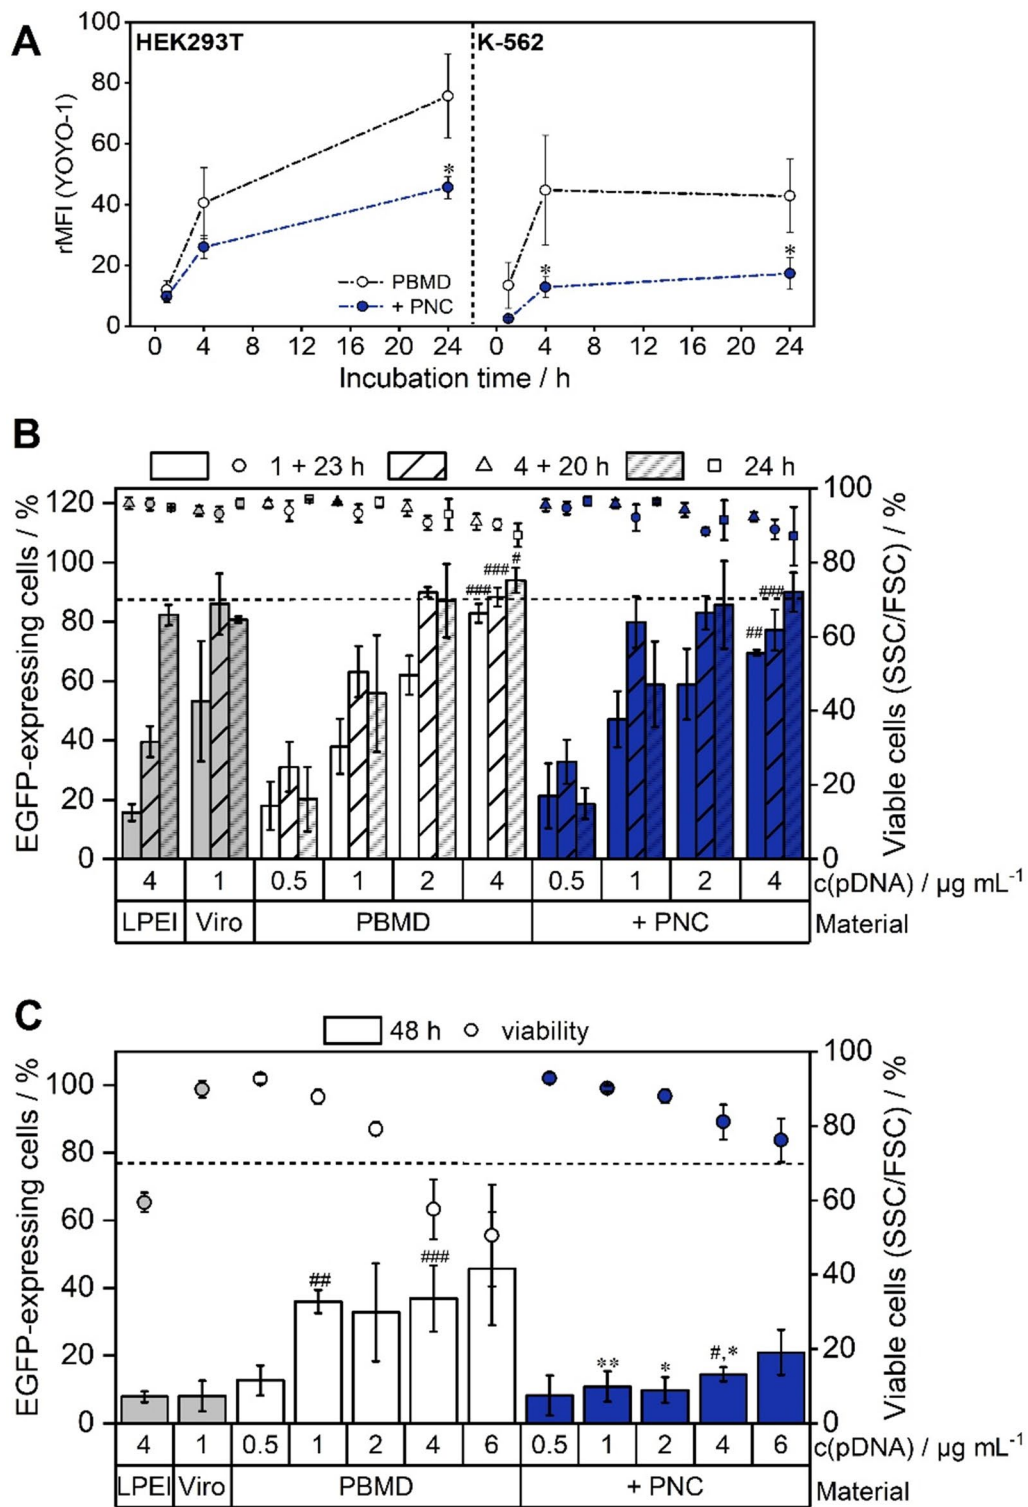 A
HEK293T
K-562
rMFI (YOYO-1)
100
80
60
40
20
0
PBMD
+ PNC
*
*
*
0 4 8 12 16 20 24 0 4 8 12 16 20 24
Incubation time / h
B
1 + 23 h 4 + 20 h 24 h
EGFP-expressing cells / %
120
100
80
60
40
20
0
Viable cells (SSC/FSC) / %
100
80
60
40
20
0
###
###
#
##
###
4 1 0.5 1 2 4 0.5 1 2 4 c(pDNA) / µg mL-1
LPEI Viro PBMD + PNC Material
C
48 h viability
EGFP-expressing cells / %
100
80
60
40
20
0
Viable cells (SSC/FSC) / %
100
80
60
40
20
0
##
###
**
*
#,*
4 1 0.5 1 2 4 6 0.5 1 2 4 6 c(pDNA) / µg mL-1
LPEI Viro PBMD + PNC Material